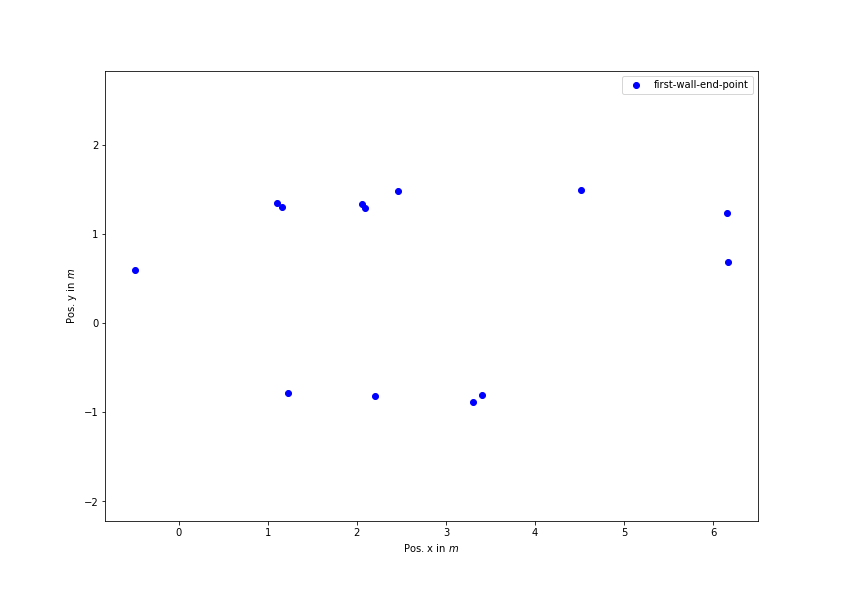 first-wall-end-point
2
1
0
−1
−2
Pos. y in m
0 1 2 3 4 5 6
Pos. x in m